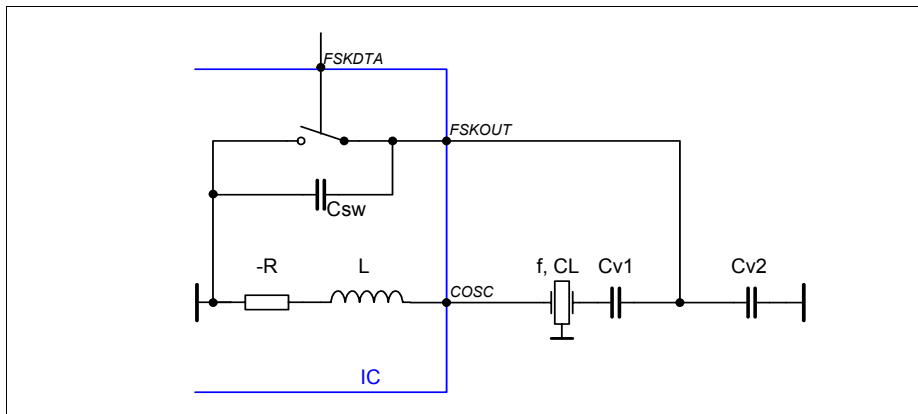 FSKDTA
FSKOUT
Csw
-R L f, CL Cv1 Cv2
COSC
IC